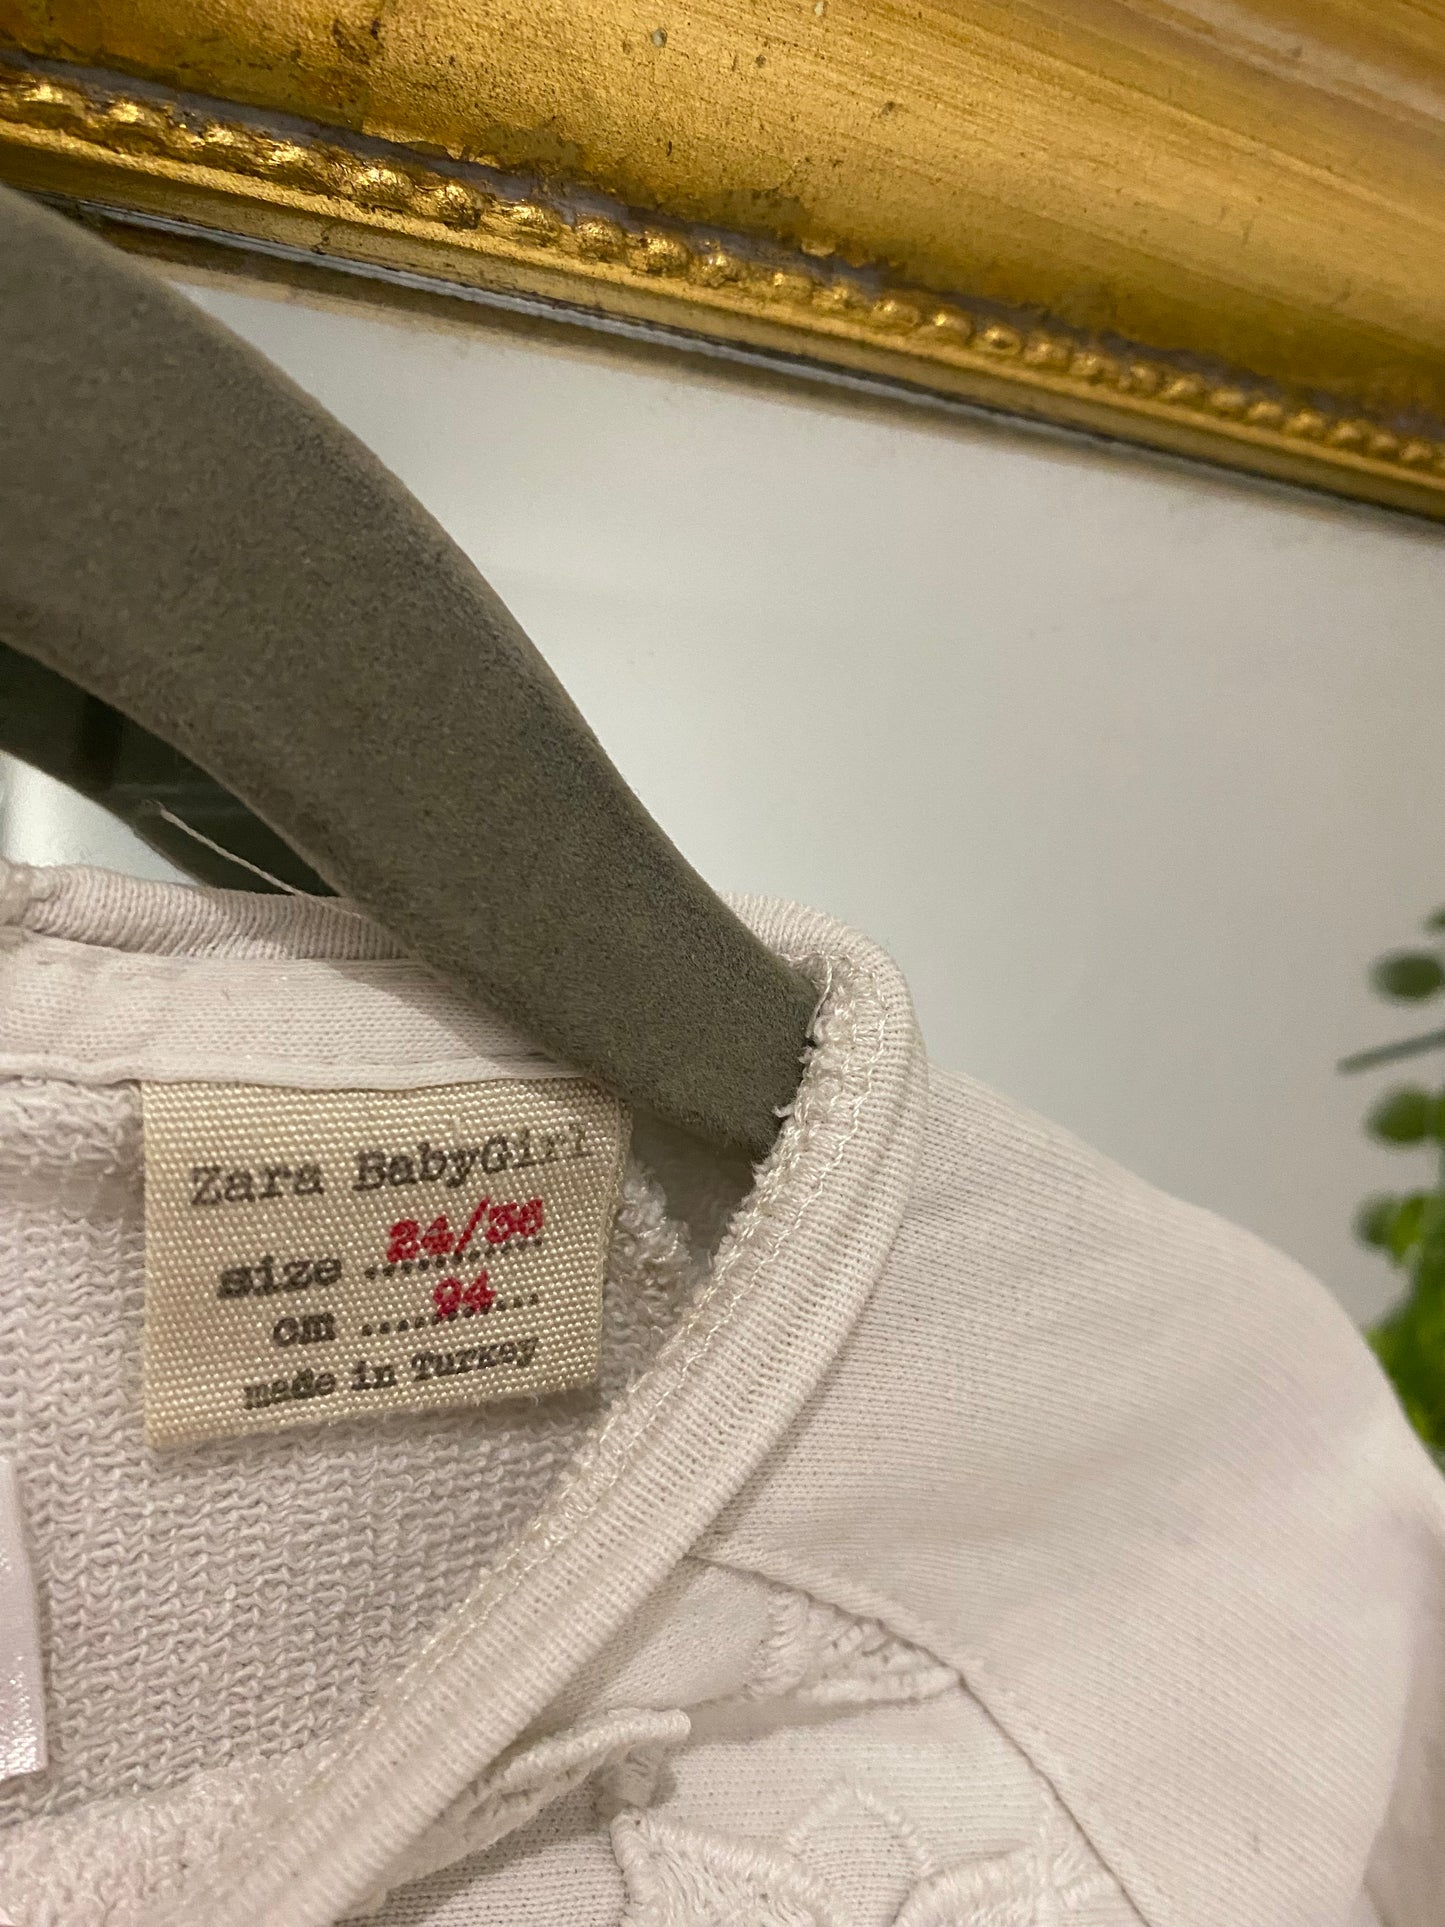 Zara BabyGirl
size 24/36
cm 94
made in Turkey